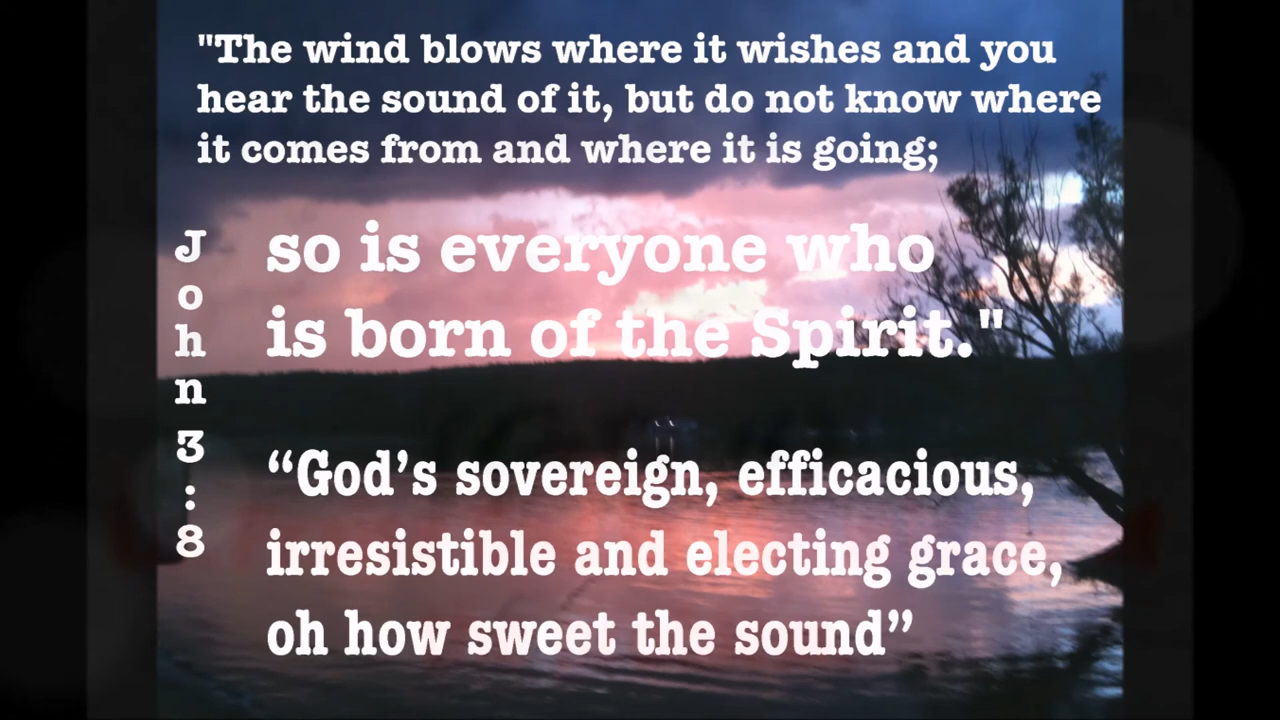 "The wind blows where it wishes and you
hear the sound of it, but do not know where
it comes from and where it is going;
so is everyone who
is born of the Spirit."
John 3:8
“God’s sovereign, efficacious,
irresistible and electing grace,
oh how sweet the sound”